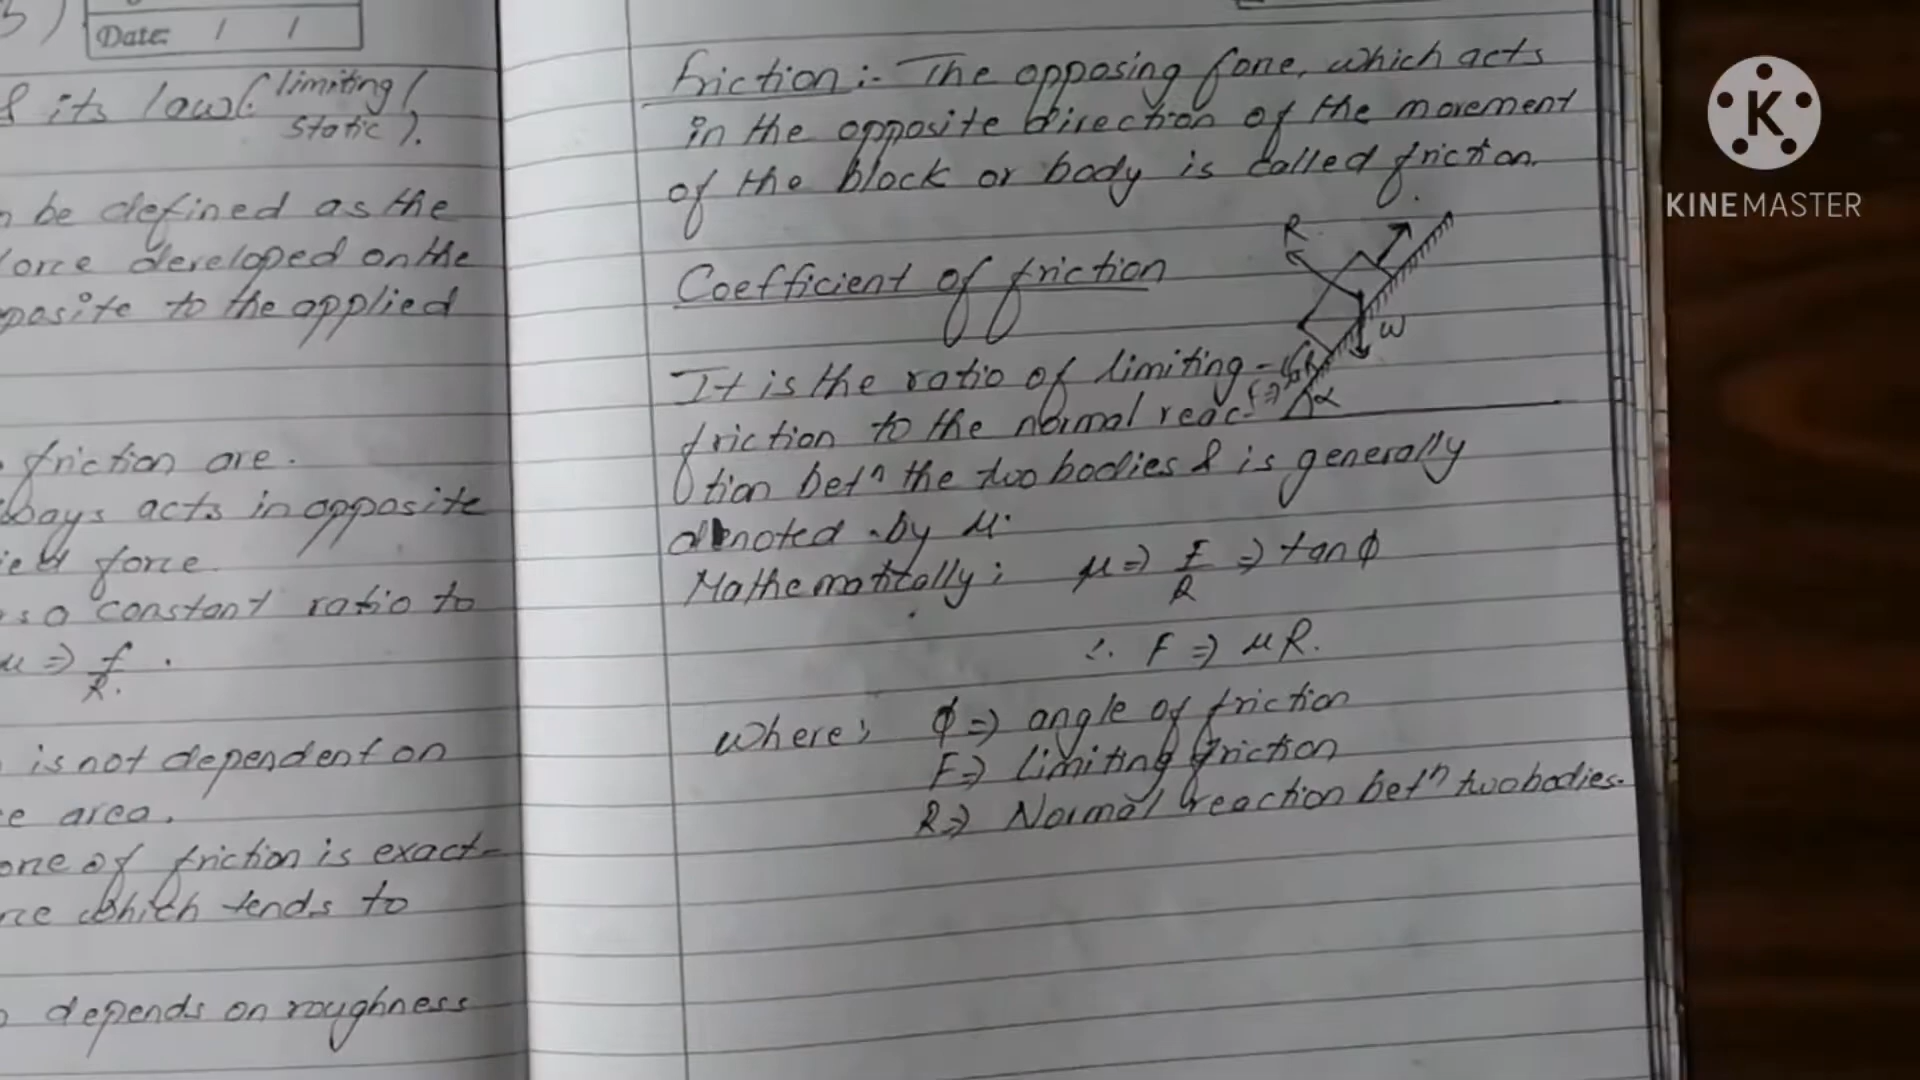 Date: / /
& its law (limiting/
static).
be defined as the
force developed on the
posite to the applied
friction are.
ways acts in opposite
force
s a constant ratio to
μ => f/R.
is not dependent on
area.
of friction is exact-
which tends to
depends on roughness
friction :- The opposing force, which acts
in the opposite direction of the movement
of the block or body is called friction.
Coefficient of friction
R
W
α
It is the ratio of limiting -
friction to the normal reac-
tion betn the two bodies & is generally
denoted by μ.
Mathematically; μ => F/R => tan ϕ
∴ F => μR.
where; ϕ => angle of friction
F => limiting friction
R => Normal reaction betn two bodies.
K
KINEMASTER